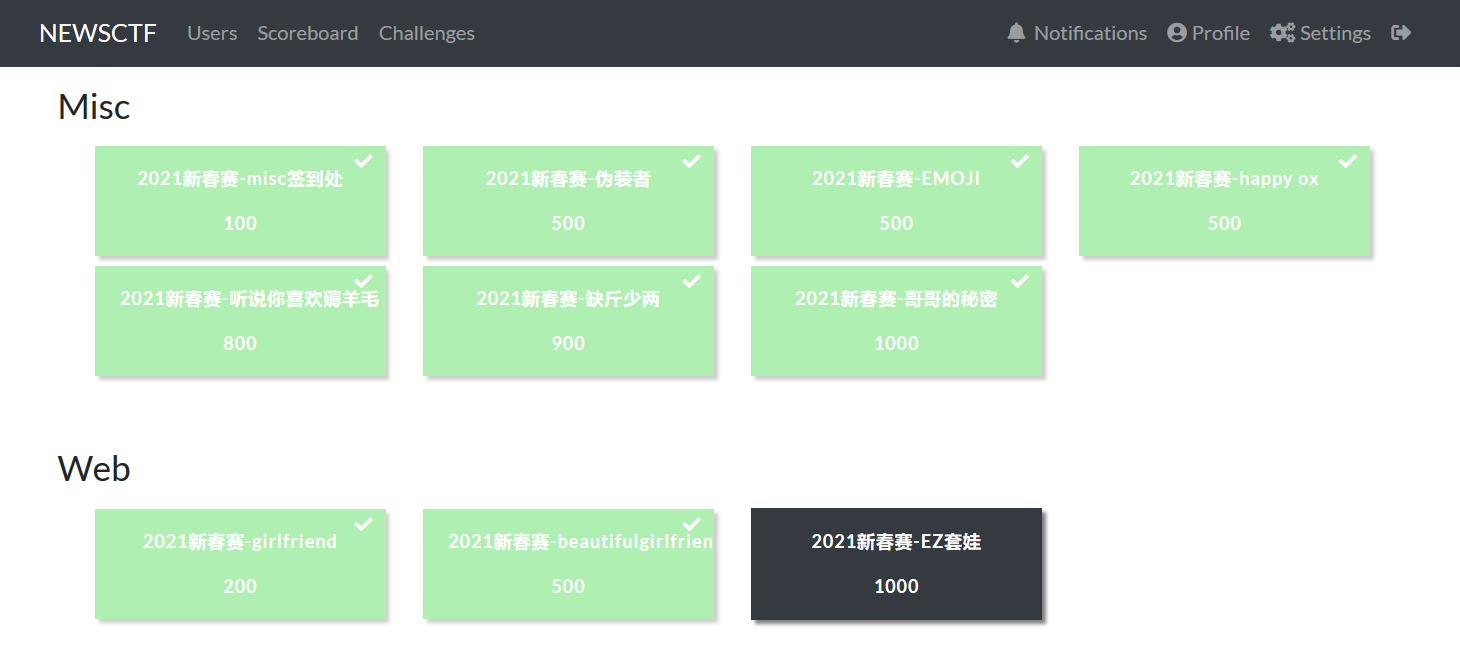 NEWSCTF Users Scoreboard Challenges Notifications Profile Settings
Misc
2021新春赛-misc签到处
100
2021新春赛-伪装者
500
2021新春赛-EMOJI
500
2021新春赛-happy ox
500
2021新春赛-听说你喜欢薅羊毛
800
2021新春赛-缺斤少两
900
2021新春赛-哥哥的秘密
1000
Web
2021新春赛-girlfriend
200
2021新春赛-beautifulgirlfrien
500
2021新春赛-EZ套娃
1000